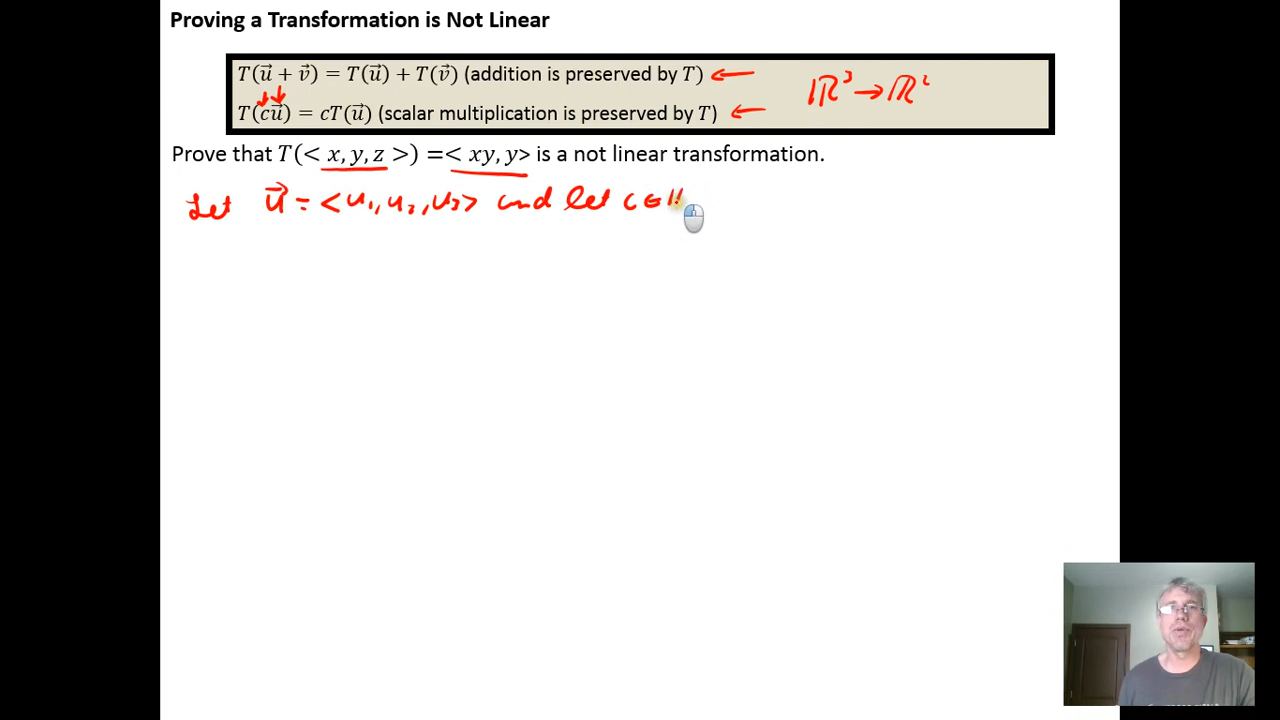 Proving a Transformation is Not Linear
T(u⃗ + v⃗) = T(u⃗) + T(v⃗) (addition is preserved by T) ←
ℝ³ → ℝ²
T(cu⃗) = cT(u⃗) (scalar multiplication is preserved by T) ←
Prove that T(< x, y, z >) =< xy, y> is a not linear transformation.
Let u⃗ = <u₁, u₂, u₃> and let c ∈